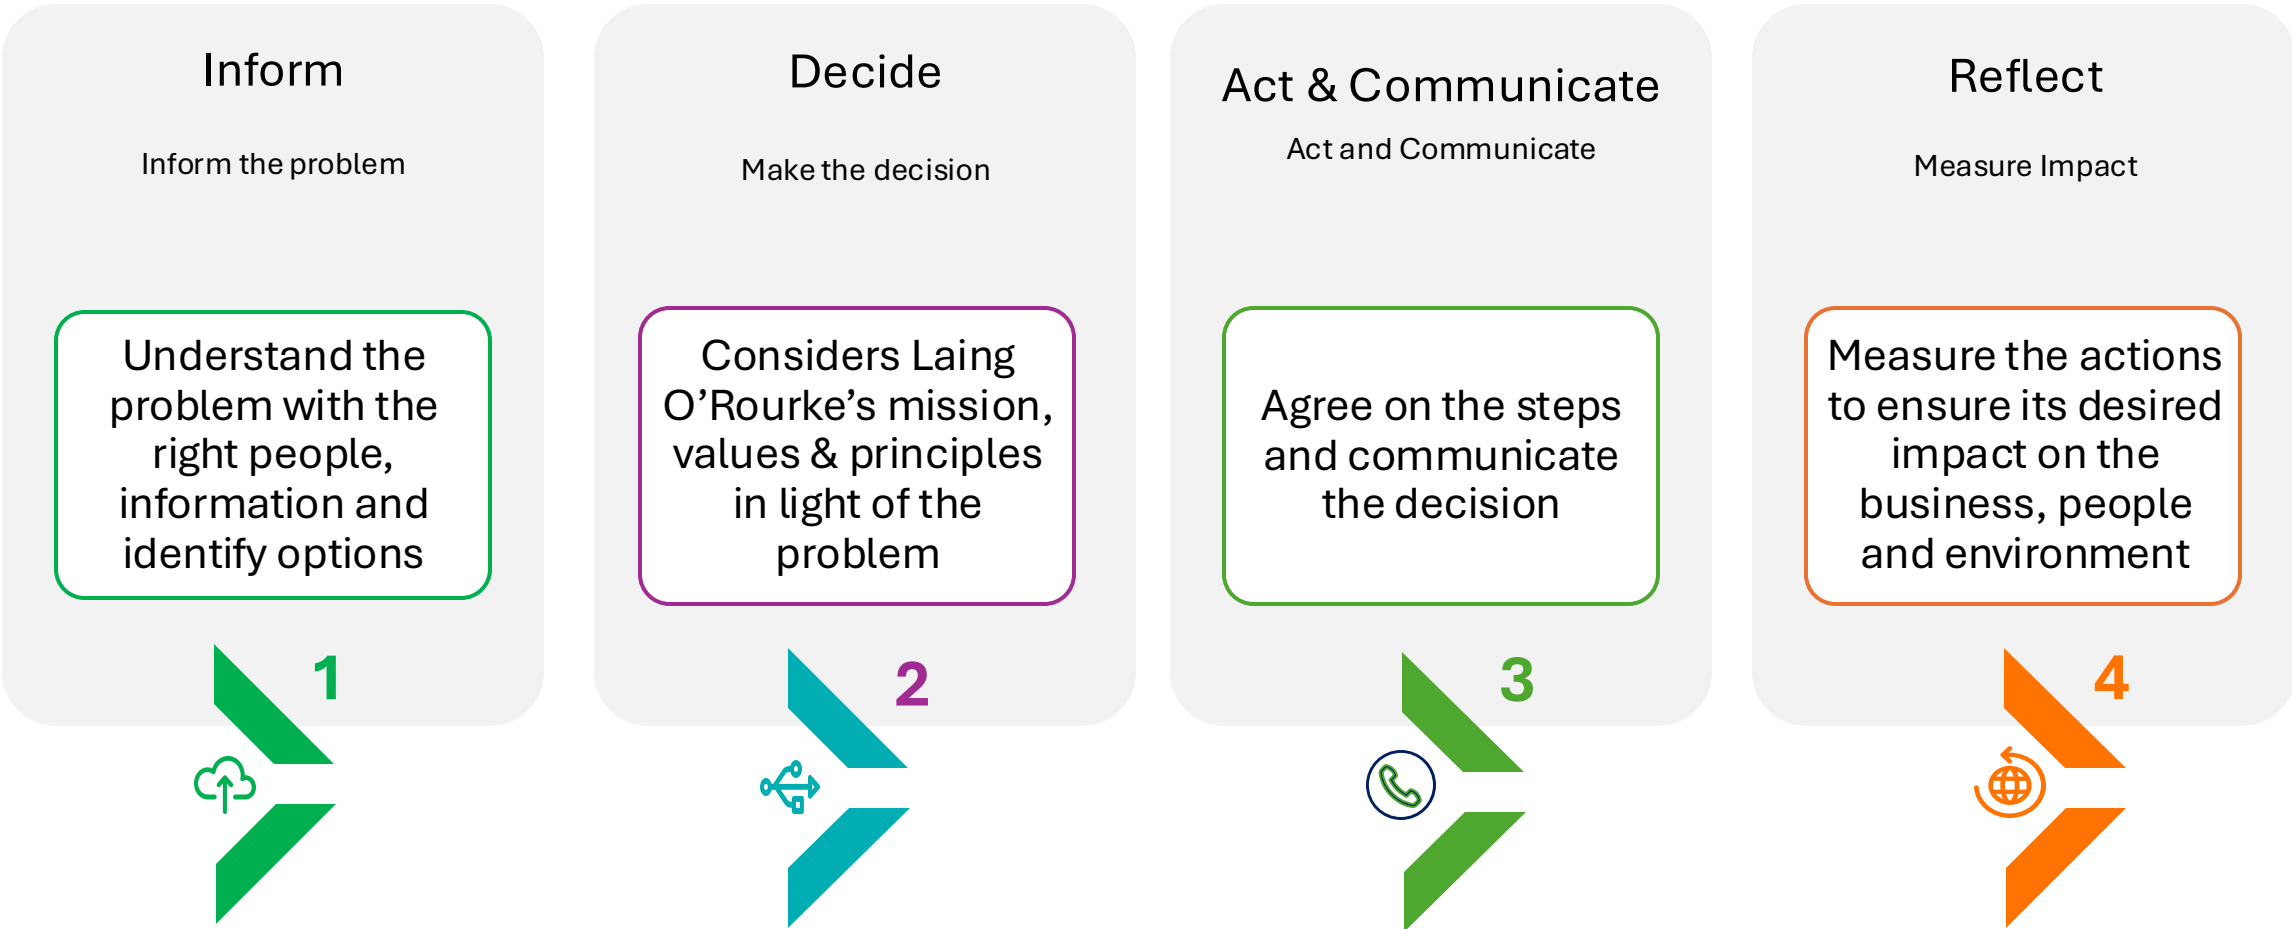 Inform
Inform the problem
Understand the
problem with the
right people,
information and
identify options
1
Decide
Make the decision
Considers Laing
O’Rourke’s mission,
values & principles
in light of the
problem
2
Act & Communicate
Act and Communicate
Agree on the steps
and communicate
the decision
3
Reflect
Measure Impact
Measure the actions
to ensure its desired
impact on the
business, people
and environment
4